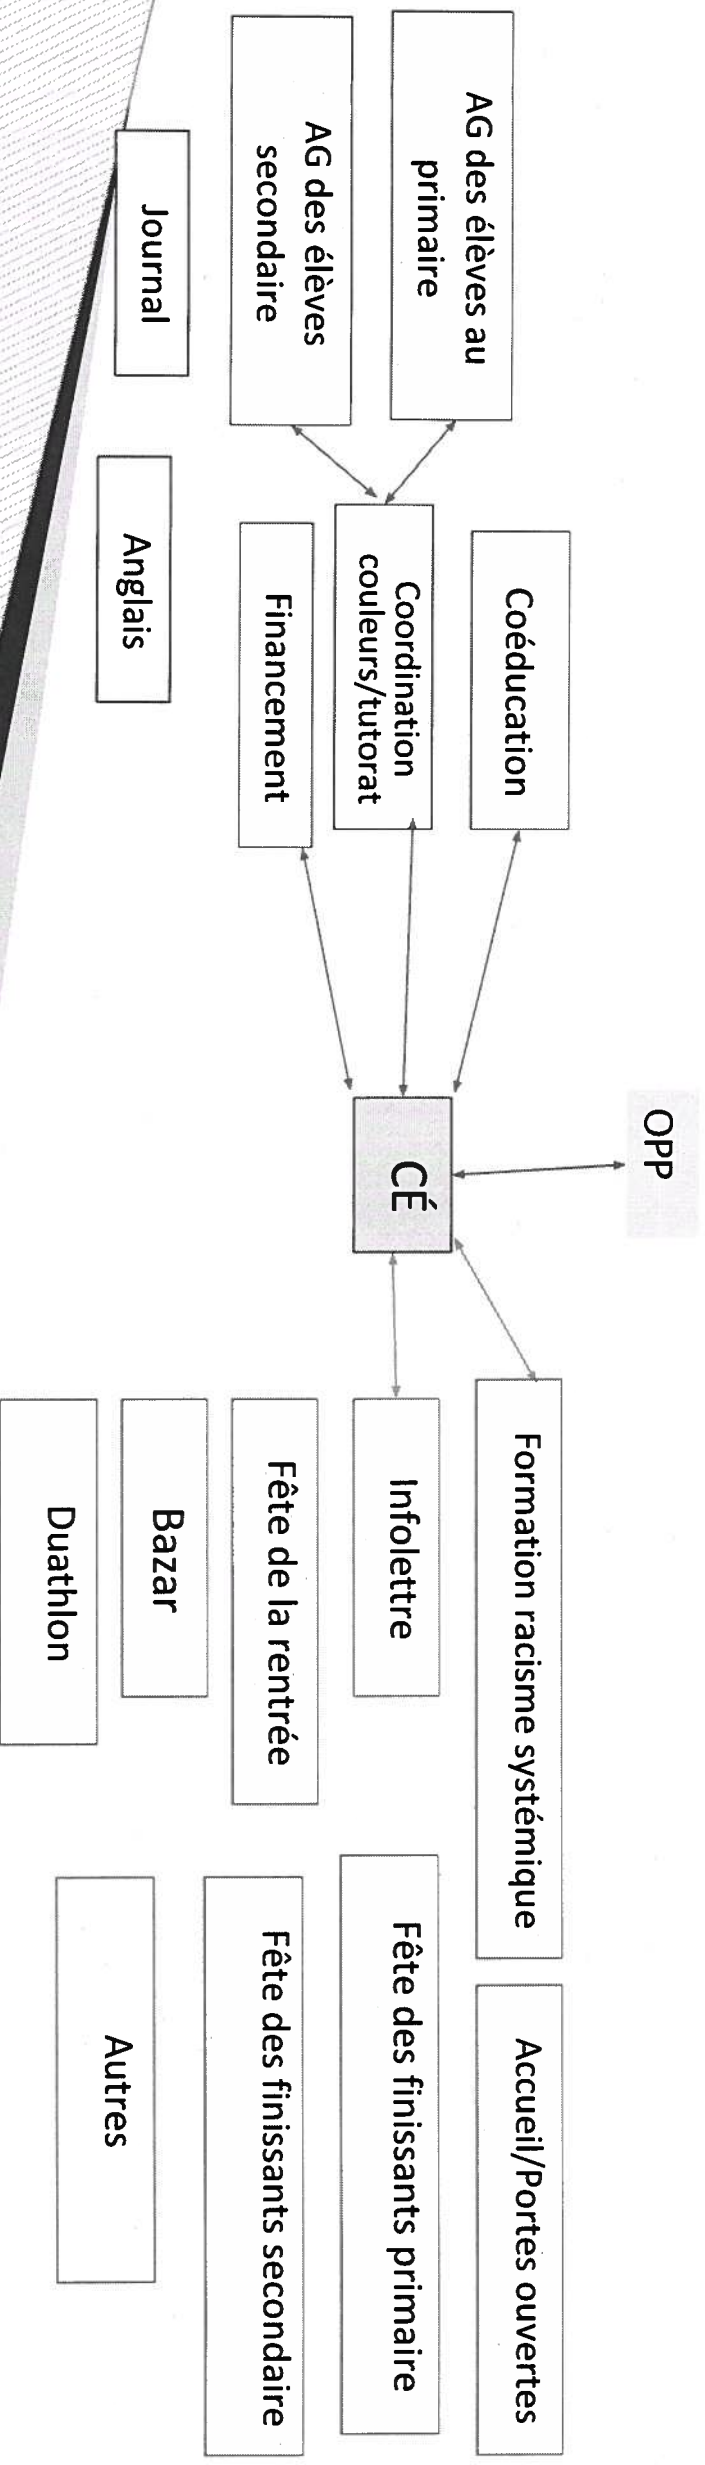 OPP
AG des élèves au
primaire
Coéducation
Formation racisme systémique
Accueil/Portes ouvertes
AG des élèves
secondaire
Coordination
couleurs/tutorat
CÉ
Infolettre
Fête des finissants primaire
Financement
Fête de la rentrée
Fête des finissants secondaire
Journal
Anglais
Bazar
Autres
Duathlon